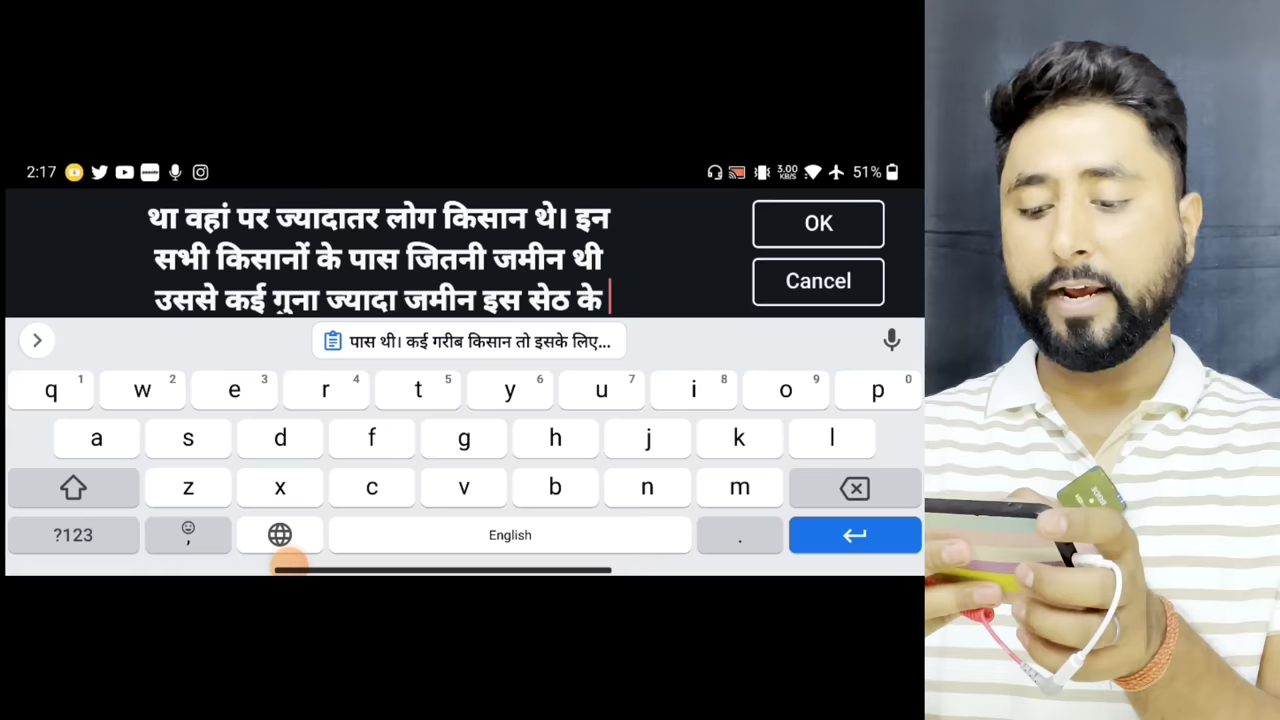 2:17 3.00 KB/S 51%
था वहां पर ज्यादातर लोग किसान थे। इन
सभी किसानों के पास जितनी जमीन थी
उससे कई गुना ज्यादा जमीन इस सेठ के
OK
Cancel
पास थी। कई गरीब किसान तो इसके लिए...
q 1 w 2 e 3 r 4 t 5 y 6 u 7 i 8 o 9 p 0
a s d f g h j k l
z x c v b n m
?123 , English .